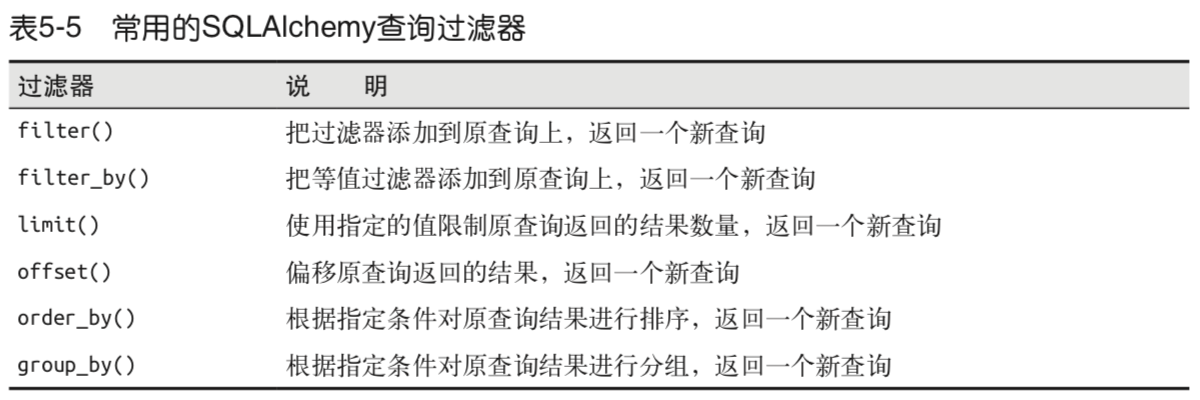 表5-5 常用的SQLAlchemy查询过滤器
过滤器 说 明
filter() 把过滤器添加到原查询上，返回一个新查询
filter_by() 把等值过滤器添加到原查询上，返回一个新查询
limit() 使用指定的值限制原查询返回的结果数量，返回一个新查询
offset() 偏移原查询返回的结果，返回一个新查询
order_by() 根据指定条件对原查询结果进行排序，返回一个新查询
group_by() 根据指定条件对原查询结果进行分组，返回一个新查询